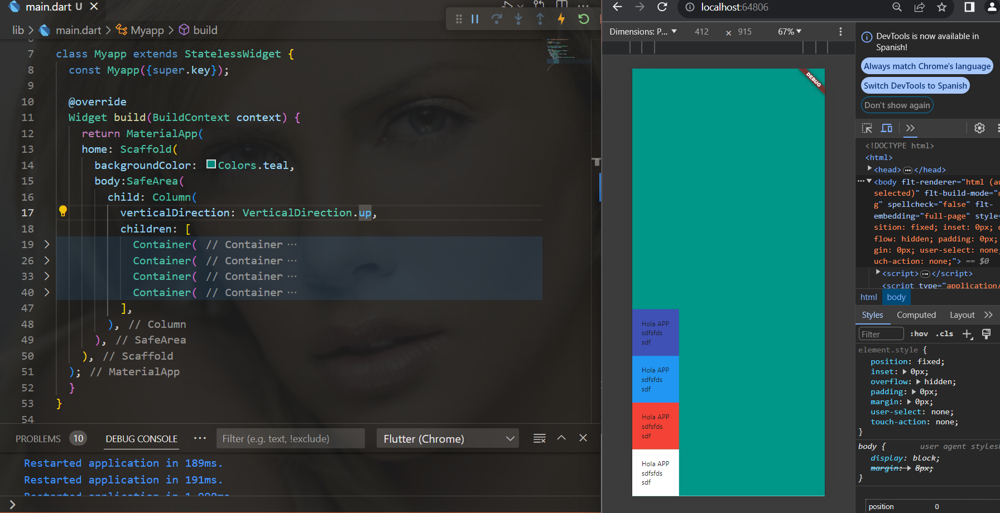 main.dart U
lib > main.dart > Myapp > build
7 class Myapp extends StatelessWidget {
8 const Myapp({super.key});
9
10 @override
11 Widget build(BuildContext context) {
12 return MaterialApp(
13 home: Scaffold(
14 backgroundColor: Colors.teal,
15 body:SafeArea(
16 child: Column(
17 verticalDirection: VerticalDirection.up,
18 children: [
19 Container( // Container ···
26 Container( // Container ···
33 Container( // Container ···
40 Container( // Container ···
47 ],
48 ), // Column
49 ), // SafeArea
50 ), // Scaffold
51 ); // MaterialApp
52 }
53 }
54
PROBLEMS 10 DEBUG CONSOLE ··· Filter (e.g. text, !exclude) Flutter (Chrome)
Restarted application in 189ms.
Restarted application in 191ms.
Restarted application in
localhost:64806
Dimensions: P... 412 × 915 67%
DEBUG
Hola APP
sdfsfds
sdf
Hola APP
sdfsfds
sdf
Hola APP
sdfsfds
sdf
Hola APP
sdfsfds
sdf
DevTools is now available in
Spanish!
Always match Chrome's language
Switch DevTools to Spanish
Don't show again
<!DOCTYPE html>
<html>
<head> ··· </head>
<body flt-renderer="html (au
selected)" flt-build-mode="
g" spellcheck="false" flt-
embedding="full-page" style=
sition: fixed; inset: 0px;
flow: hidden; padding: 0px;
gin: 0px; user-select: none;
uch-action: none;"> == $0
<script> ··· </script>
<script type="application/
html body
Styles Computed Layout
Filter :hov .cls
element.style {
position: fixed;
inset: 0px;
overflow: hidden;
padding: 0px;
margin: 0px;
user-select: none;
touch-action: none;
}
body { user agent stylesh
display: block;
margin: 8px;
}
position 0